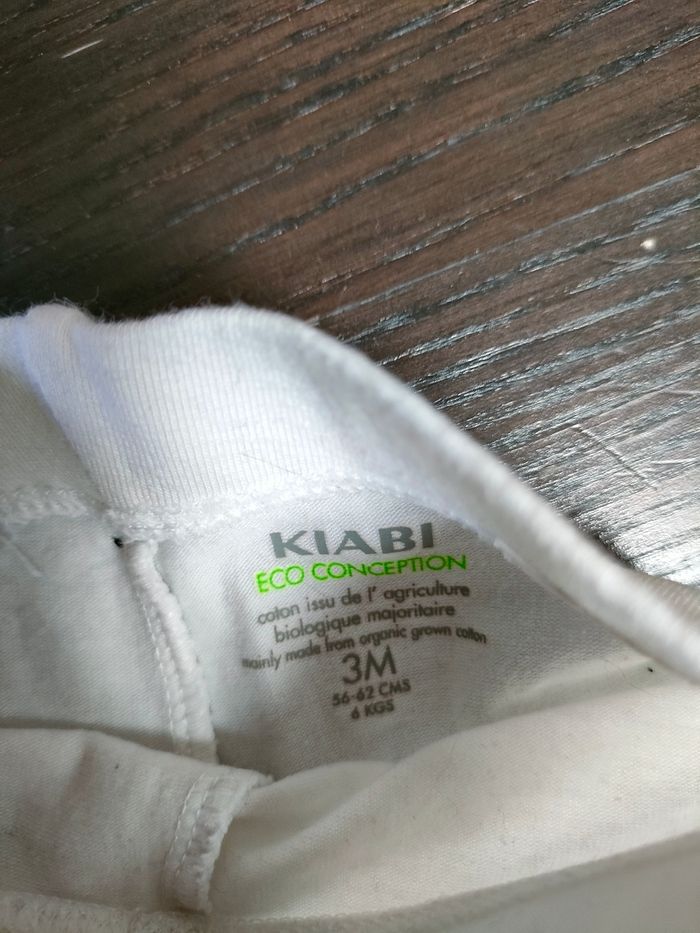 KIABI
ECO CONCEPTION
coton issu de l' agriculture
biologique majoritaire
mainly made from organic grown cotton
3M
56-62 CMS
6 KGS